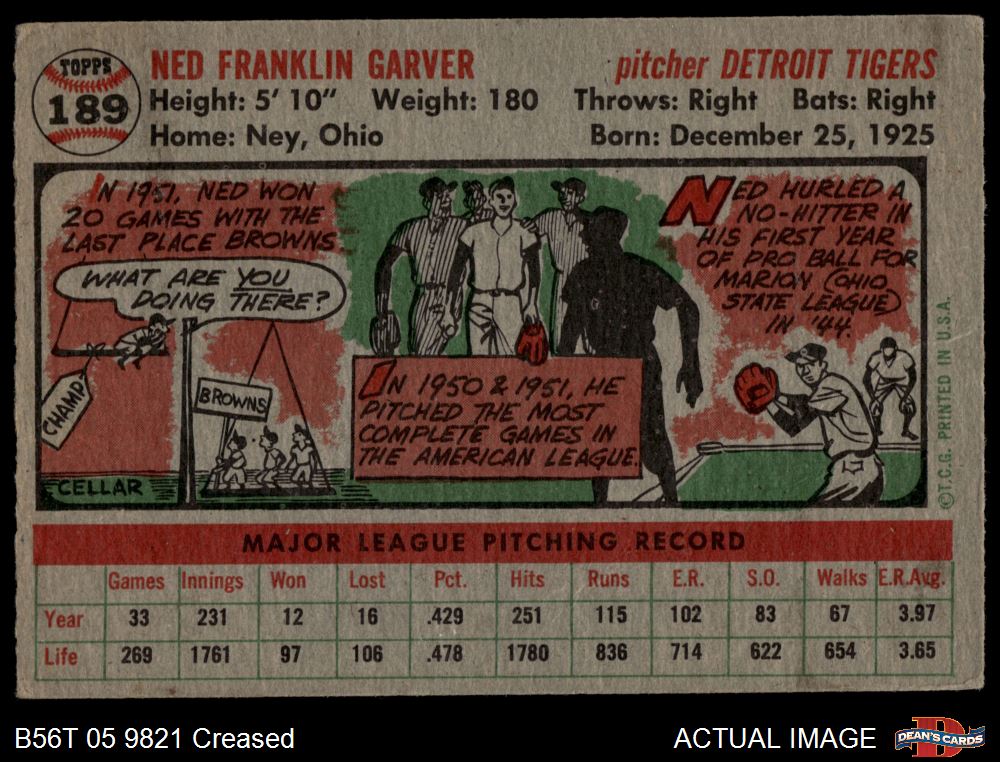 TOPPS
189
NED FRANKLIN GARVER
pitcher DETROIT TIGERS
Height: 5' 10" Weight: 180 Throws: Right Bats: Right
Home: Ney, Ohio
Born: December 25, 1925
IN 1951, NED WON
20 GAMES WITH THE
LAST PLACE BROWNS
WHAT ARE YOU
DOING THERE?
CHAMP
BROWNS
CELLAR
IN 1950 & 1951, HE
PITCHED THE MOST
COMPLETE GAMES IN
THE AMERICAN LEAGUE.
NED HURLED A
NO-HITTER IN
HIS FIRST YEAR
OF PRO BALL FOR
MARION (OHIO
STATE LEAGUE)
IN '44.
©T.C.G. PRINTED IN U.S.A.
MAJOR LEAGUE PITCHING RECORD
Games Innings Won Lost Pct. Hits Runs E.R. S.O. Walks E.R.Avg.
Year 33 231 12 16 .429 251 115 102 83 67 3.97
Life 269 1761 97 106 .478 1780 836 714 622 654 3.65
B56T 05 9821 Creased
ACTUAL IMAGE
D
DEAN'S CARDS